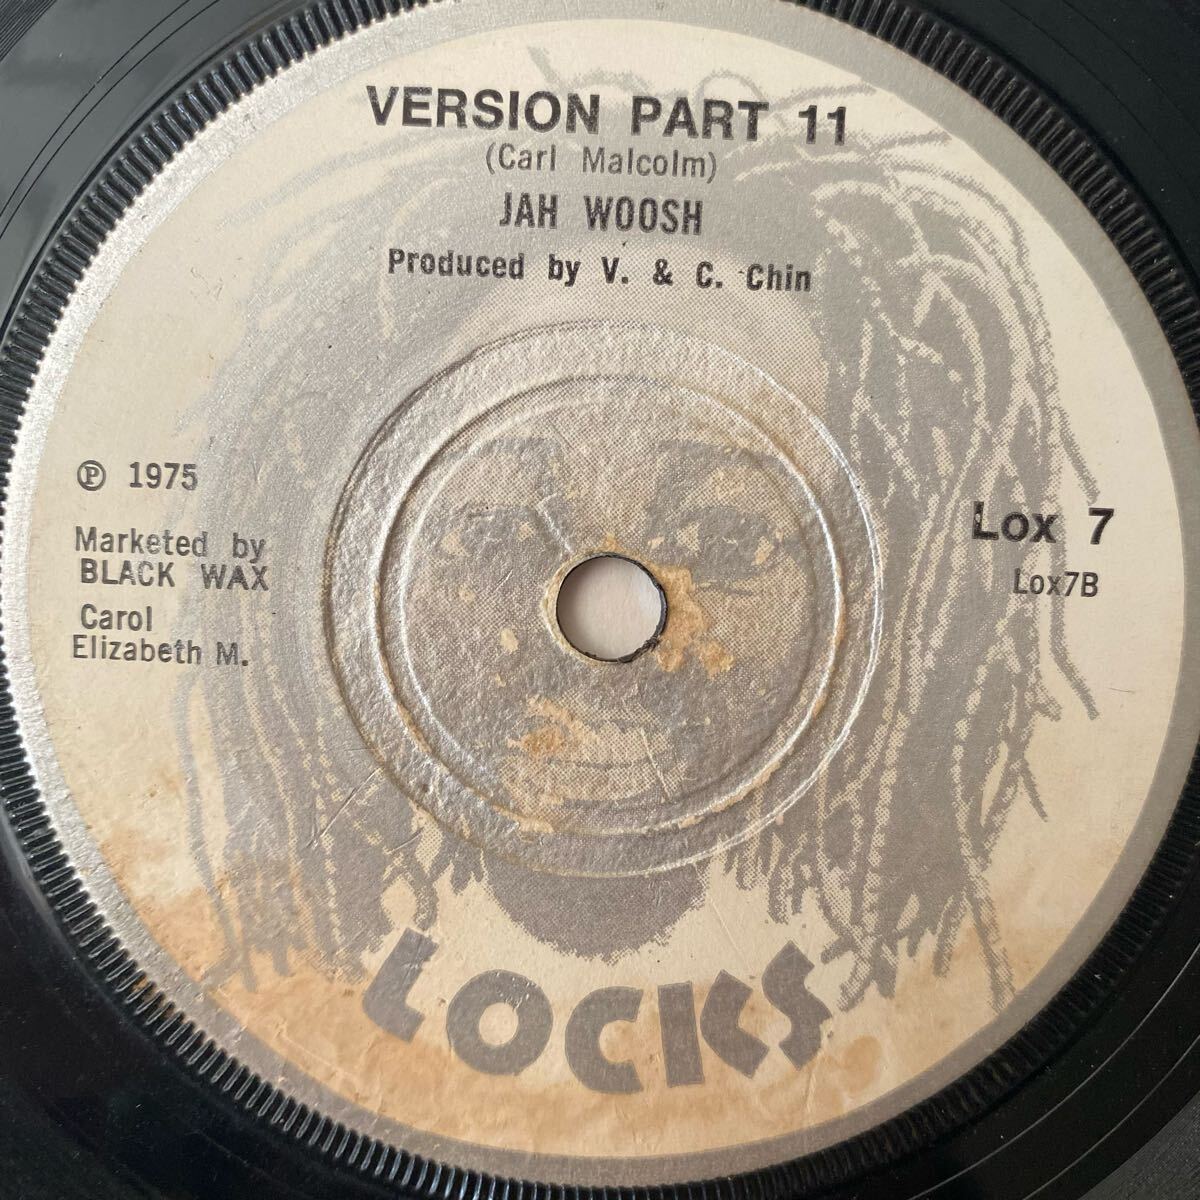 VERSION PART 11
(Carl Malcolm)
JAH WOOSH
Produced by V. & C. Chin
℗ 1975
Marketed by
BLACK WAX
Carol
Elizabeth M.
Lox 7
Lox7B
LOCKS